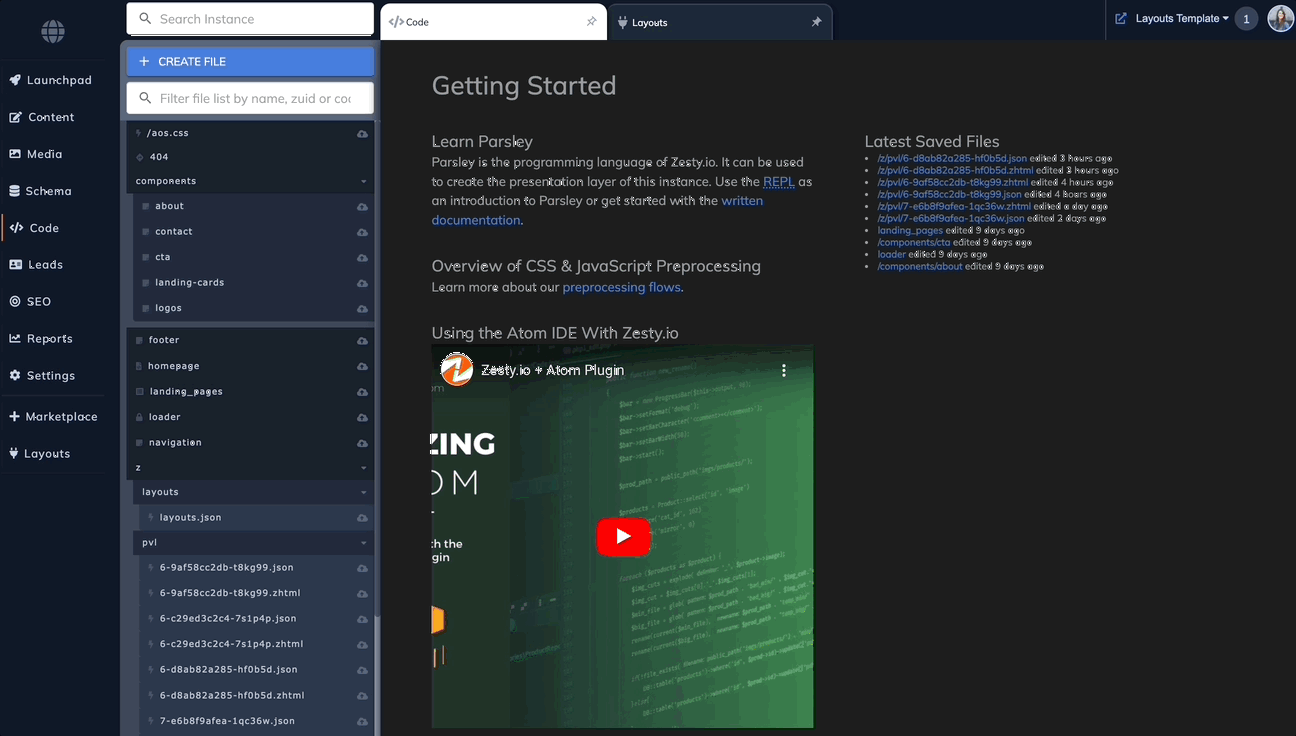 Search Instance
Code
Layouts
Layouts Template
1
Launchpad
Content
Media
Schema
Code
Leads
SEO
Reports
Settings
Marketplace
Layouts
CREATE FILE
Filter file list by name, zuid or co
/aos.css
404
components
about
contact
cta
landing-cards
logos
footer
homepage
landing_pages
loader
navigation
z
layouts
layouts.json
pvl
6-9af58cc2db-t8kg99.json
6-9af58cc2db-t8kg99.zhtml
6-c29ed3c2c4-7s1p4p.json
6-c29ed3c2c4-7s1p4p.zhtml
6-d8ab82a285-hf0b5d.json
6-d8ab82a285-hf0b5d.zhtml
7-e6b8f9afea-1qc36w.json
Getting Started
Learn Parsley
Parsley is the programming language of Zesty.io. It can be used
to create the presentation layer of this instance. Use the REPL as
an introduction to Parsley or get started with the written
documentation.
Overview of CSS & JavaScript Preprocessing
Learn more about our preprocessing flows.
Using the Atom IDE With Zesty.io
Zesty.io + Atom Plugin
om
ZING
OM
th the
gin
Latest Saved Files
/z/pvl/6-d8ab82a285-hf0b5d.json edited 3 hours ago
/z/pvl/6-d8ab82a285-hf0b5d.zhtml edited 3 hours ago
/z/pvl/6-9af58cc2db-t8kg99.zhtml edited 4 hours ago
/z/pvl/6-9af58cc2db-t8kg99.json edited 4 hours ago
/z/pvl/7-e6b8f9afea-1qc36w.zhtml edited a day ago
/z/pvl/7-e6b8f9afea-1qc36w.json edited 2 days ago
landing_pages edited 9 days ago
/components/cta edited 9 days ago
loader edited 9 days ago
/components/about edited 9 days ago